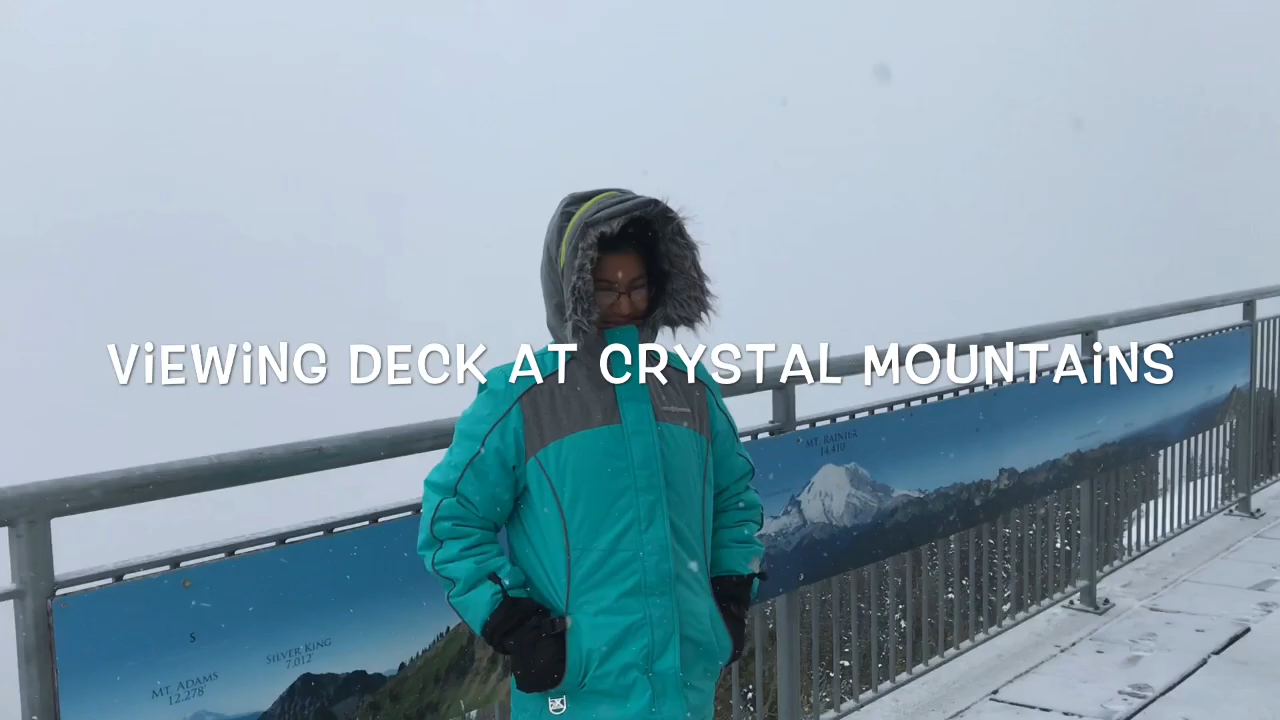 ViEWiNG DECK AT CRYSTAL MOUNTAiNS
MT. RAINIER
14,410'
S
SILVER KING
7,012'
MT. ADAMS
12,278'